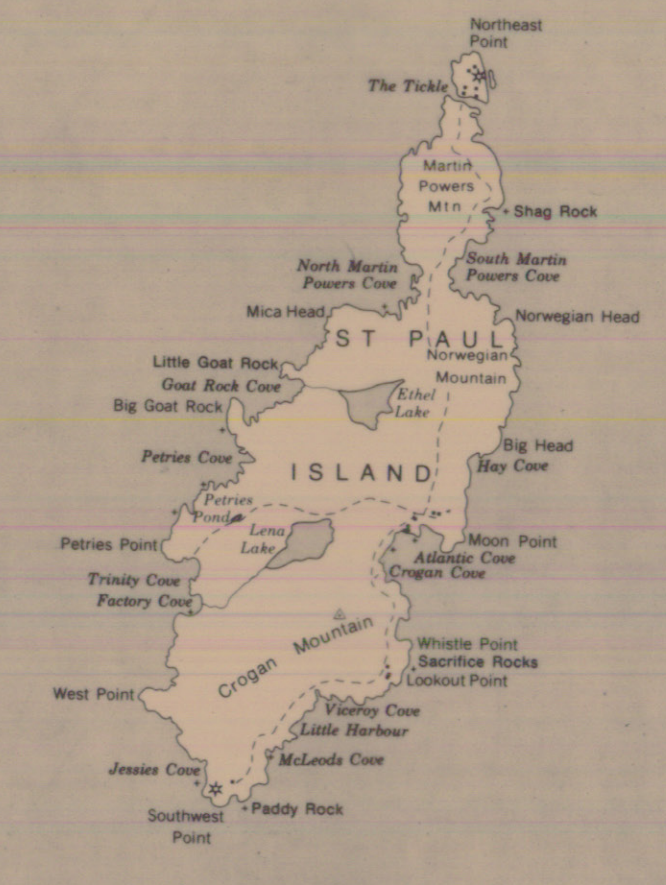 Northeast
Point
The Tickle
Martin
Powers
Mtn
Shag Rock
North Martin
Powers Cove
South Martin
Powers Cove
Mica Head
Norwegian Head
ST PAUL
Norwegian
Mountain
Little Goat Rock
Goat Rock Cove
Big Goat Rock
Ethel
Lake
Big Head
Hay Cove
Petries Cove
ISLAND
Petries
Pond
Lena
Lake
Petries Point
Moon Point
Atlantic Cove
Crogan Cove
Trinity Cove
Factory Cove
Crogan Mountain
Whistle Point
Sacrifice Rocks
Lookout Point
West Point
Viceroy Cove
Little Harbour
McLeods Cove
Jessies Cove
Paddy Rock
Southwest
Point